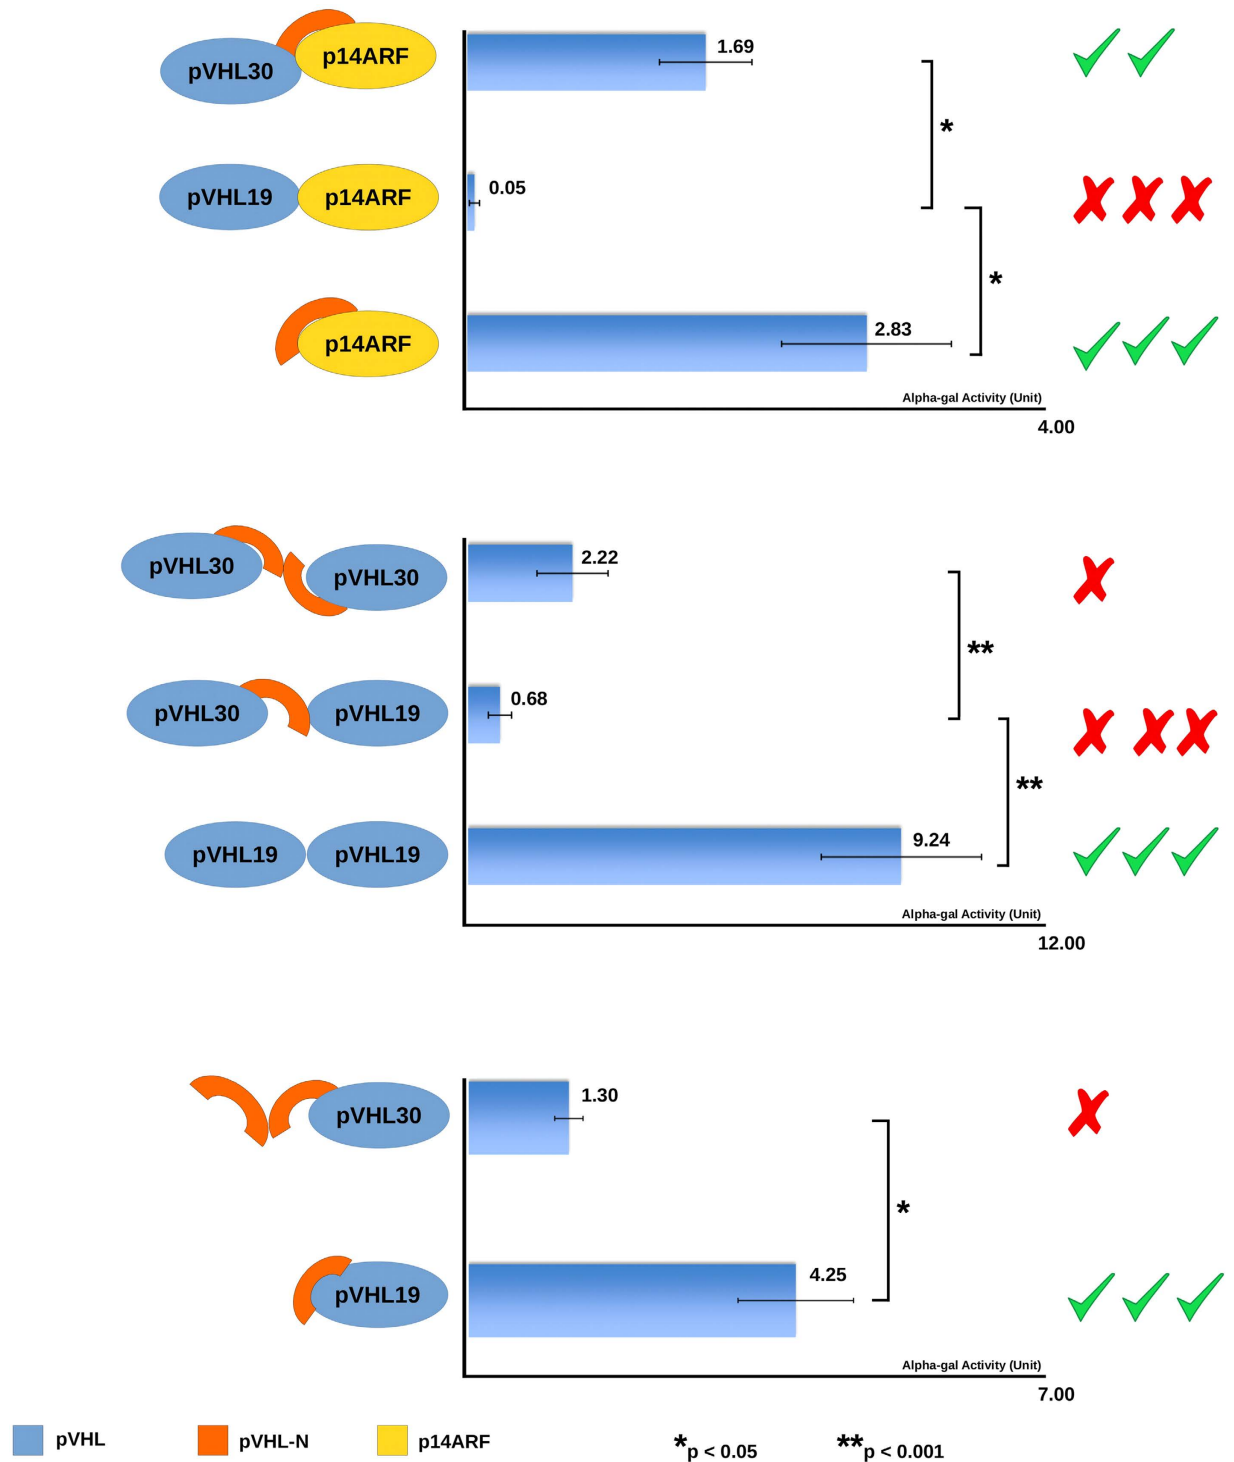 pVHL30 p14ARF 1.69
*
pVHL19 p14ARF 0.05
*
p14ARF 2.83
Alpha-gal Activity (Unit)
4.00
pVHL30 pVHL30 2.22
**
pVHL30 pVHL19 0.68
**
pVHL19 pVHL19 9.24
Alpha-gal Activity (Unit)
12.00
pVHL30 1.30
*
pVHL19 4.25
Alpha-gal Activity (Unit)
7.00
pVHL pVHL-N p14ARF *p < 0.05 **p < 0.001